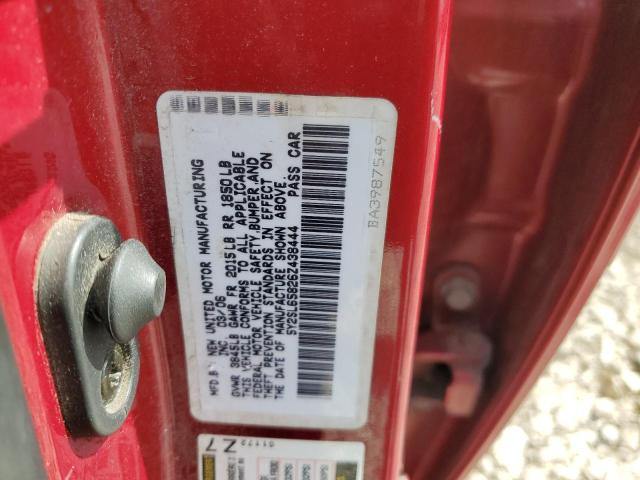 MFD.BY NEW UNITED MOTOR MANUFACTURING
INC 03/06
GVWR 3845LB GAWR FR 2015LB RR 1850LB
THIS VEHICLE CONFORMS TO ALL APPLICABLE
FEDERAL MOTOR VEHICLE SAFETY,BUMPER,AND
THEFT PREVENTION STANDARDS IN EFFECT ON
THE DATE OF MANUFACTURE SHOWN ABOVE
5Y2SL65826Z438444 PASS CAR
BA3987549
Z 7